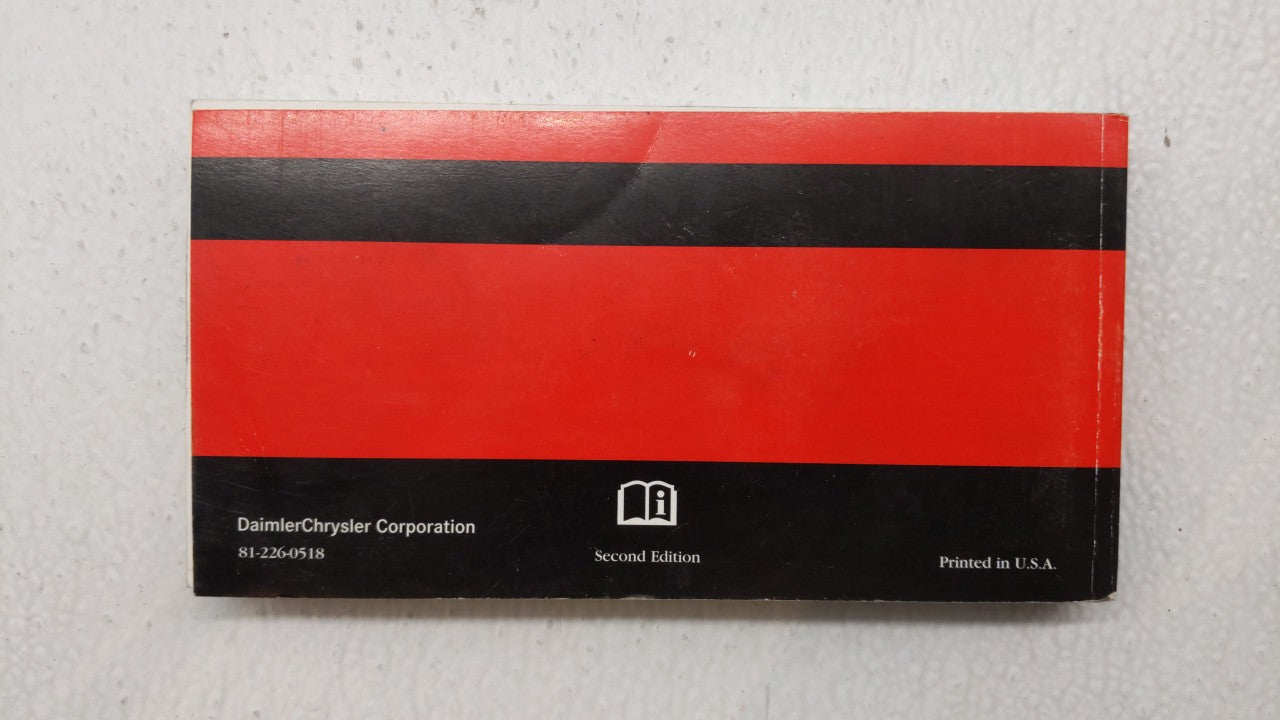 DaimlerChrysler Corporation
81-226-0518
i
Second Edition
Printed in U.S.A.